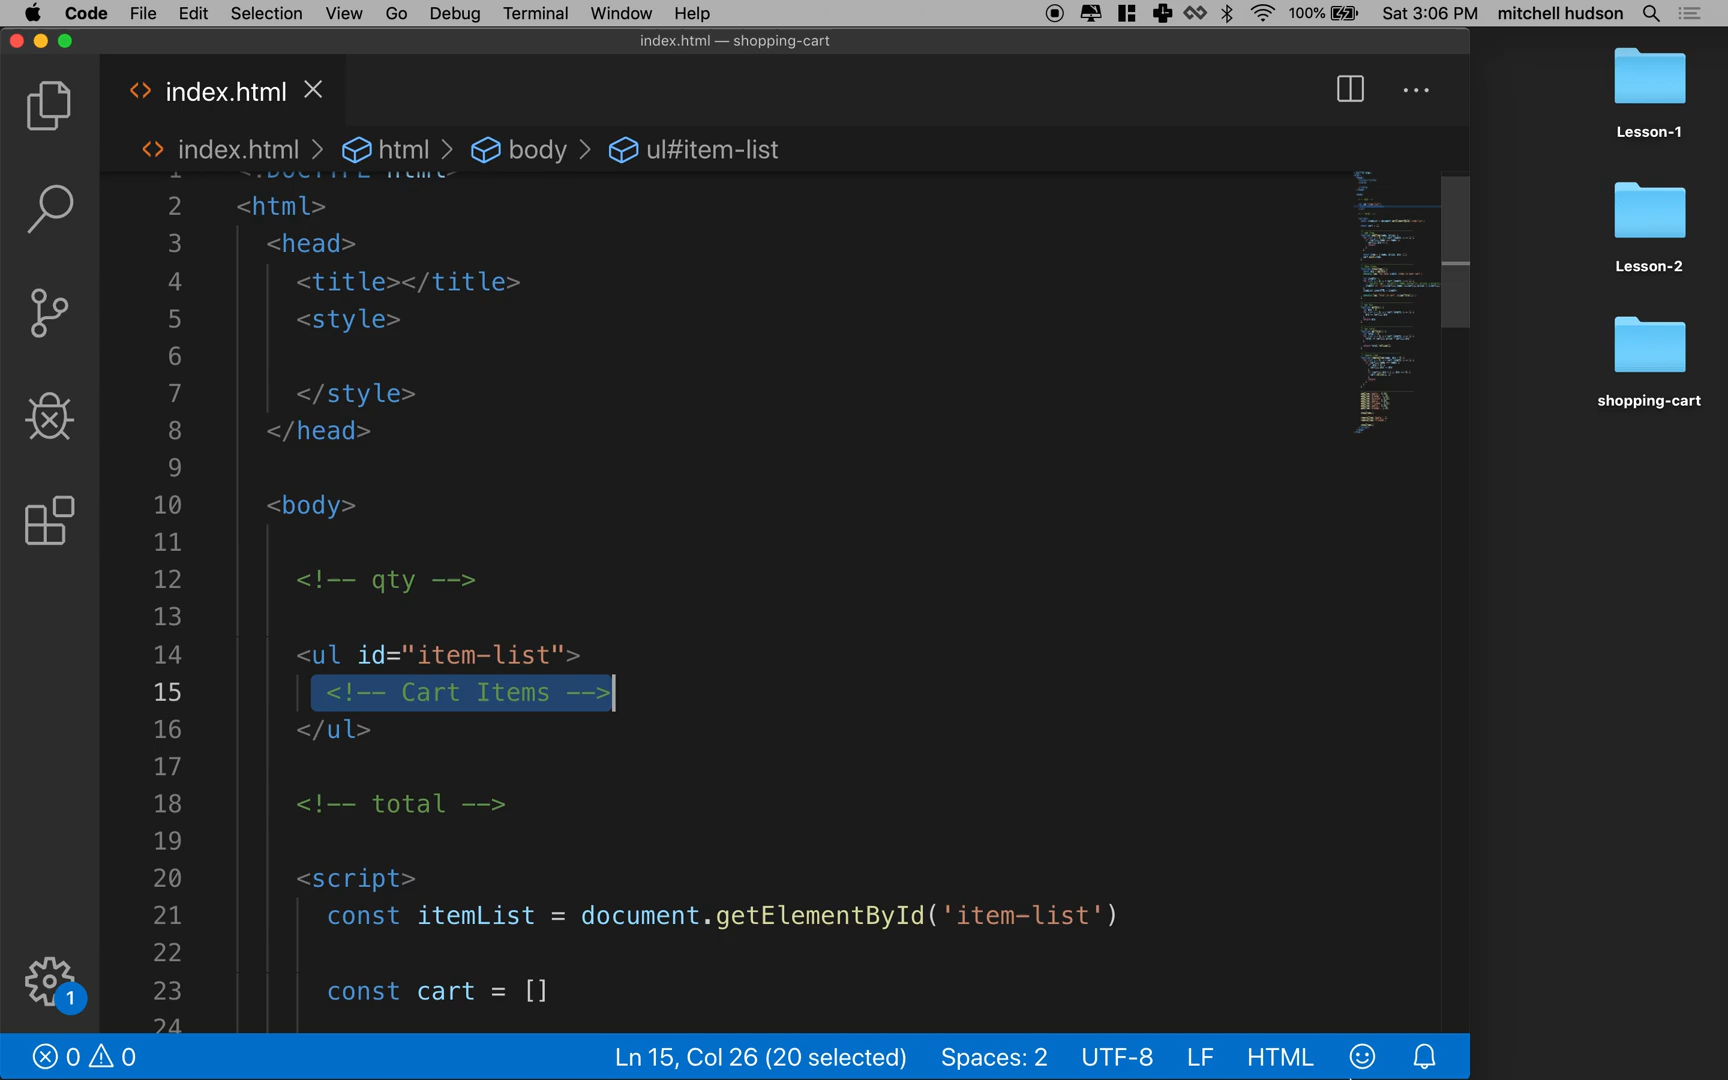 Code File Edit Selection View Go Debug Terminal Window Help 100% Sat 3:06 PM mitchell hudson
index.html — shopping-cart
index.html
index.html > html > body > ul#item-list
1 <!DOCTYPE html>
2 <html>
3 <head>
4 <title></title>
5 <style>
6
7 </style>
8 </head>
9
10 <body>
11
12 <!-- qty -->
13
14 <ul id="item-list">
15 <!-- Cart Items -->
16 </ul>
17
18 <!-- total -->
19
20 <script>
21 const itemList = document.getElementById('item-list')
22
23 const cart = []
24
1
0 0 Ln 15, Col 26 (20 selected) Spaces: 2 UTF-8 LF HTML
Lesson-1
Lesson-2
shopping-cart